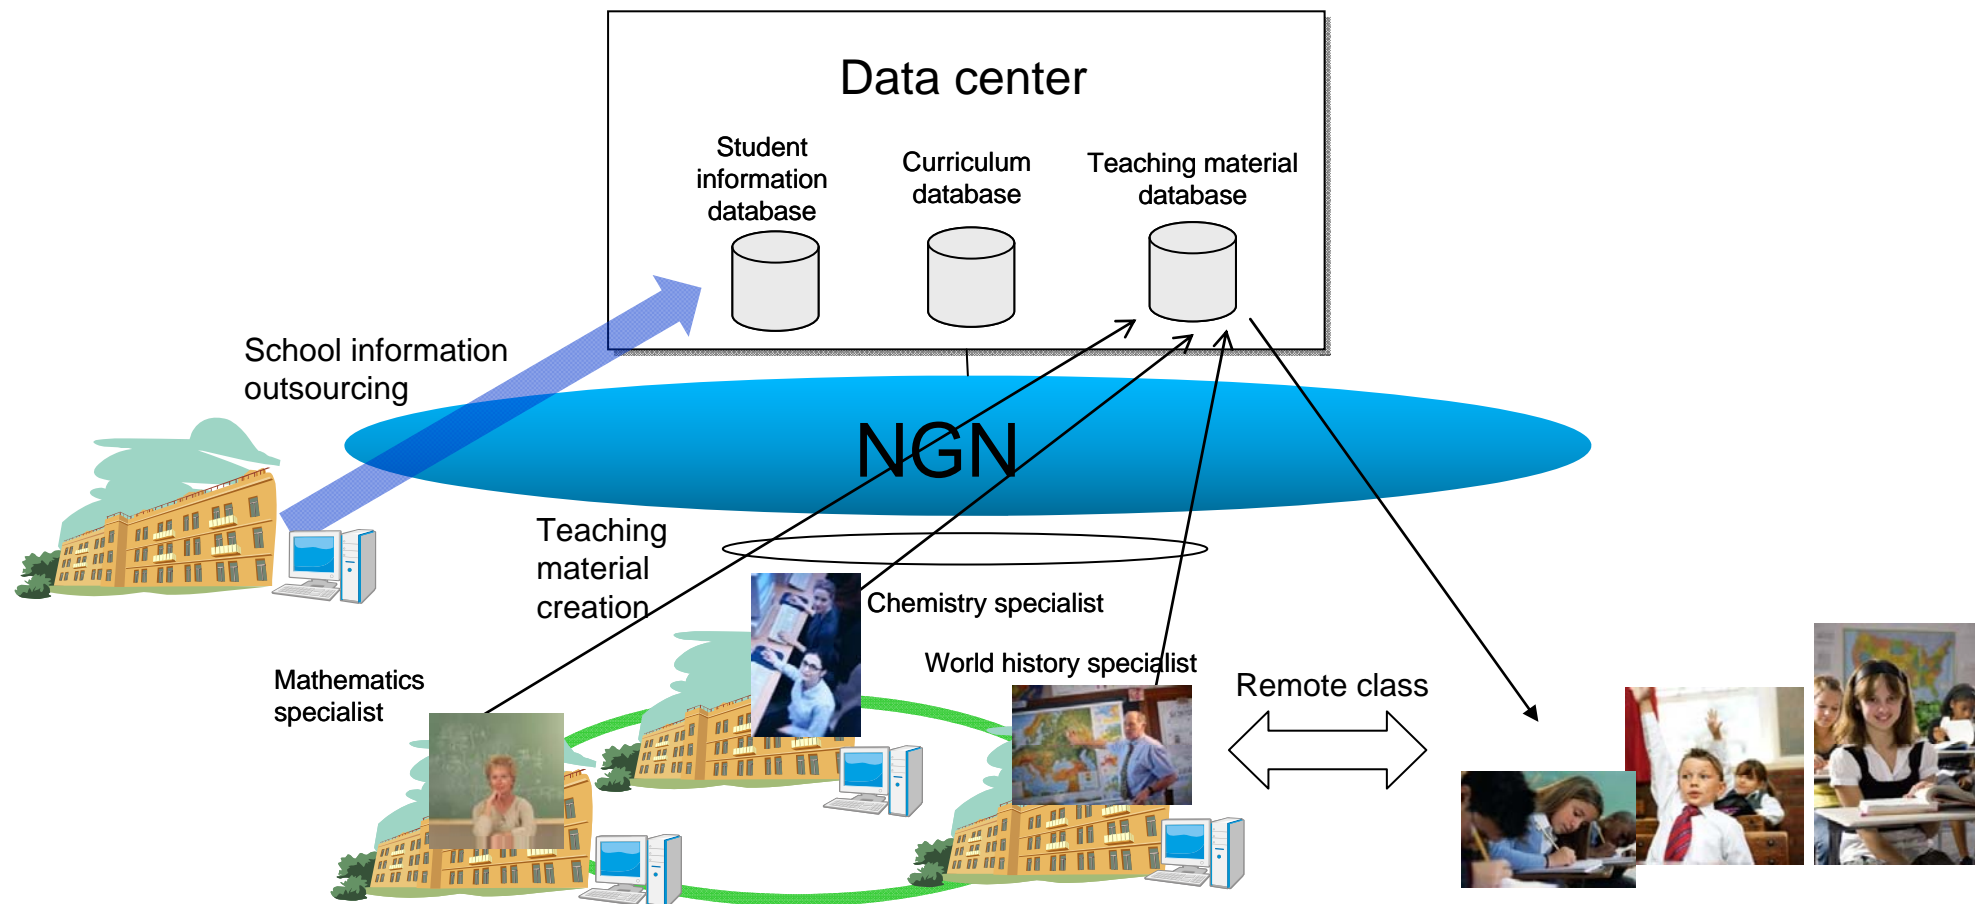 Data center
Student
information
database
Curriculum
database
Teaching material
database
School information
outsourcing
NGN
Teaching
material
creation
Chemistry specialist
World history specialist
Mathematics
specialist
Remote class